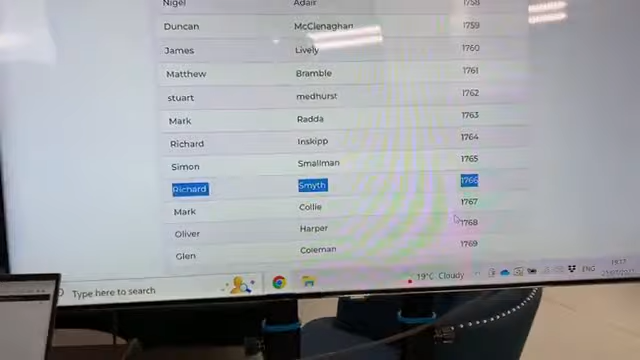 Nigel Adair 1758
Duncan McClenaghan 1759
James Lively 1760
Matthew Bramble 1761
stuart medhurst 1762
Mark Radda 1763
Richard Inskipp 1764
Simon Smallman 1765
Richard Smyth 1766
Mark Collie 1767
Oliver Harper 1768
Glen Coleman 1769
Type here to search
19°C Cloudy
ENG